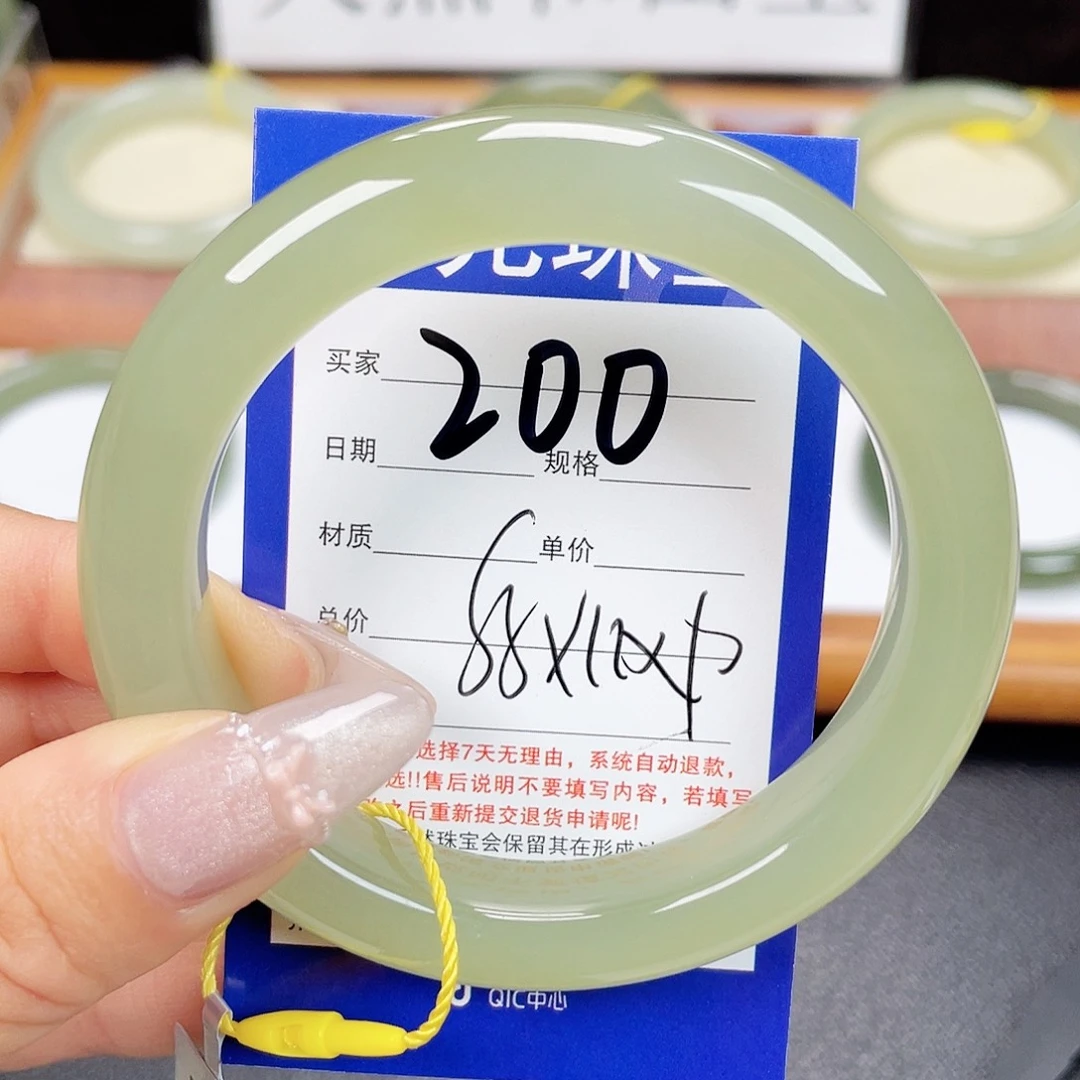 珠
买家 200
日期 规格
材质 单价
总价
选择7天无理由，系统自动退款，
选!!售后说明不要填写内容，若填写
之后重新提交退货申请呢!
珠宝会保留其在形成
QIC中心